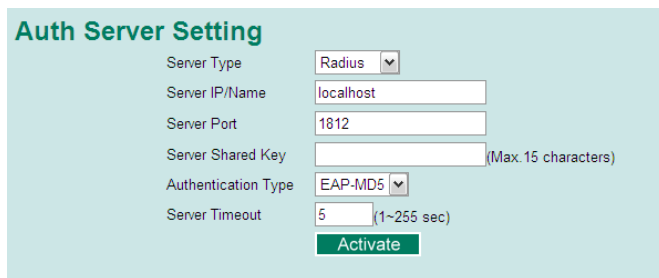 Auth Server Setting
Server Type Radius
Server IP/Name localhost
Server Port 1812
Server Shared Key (Max.15 characters)
Authentication Type EAP-MD5
Server Timeout 5 (1~255 sec)
Activate